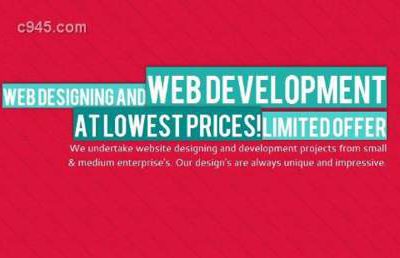 c945.com
WEB DESIGNING AND WEB DEVELOPMENT
AT LOWEST PRICES! LIMITED OFFER
We undertake website designing and development projects from small
& medium enterprise's. Our design's are always unique and impressive.